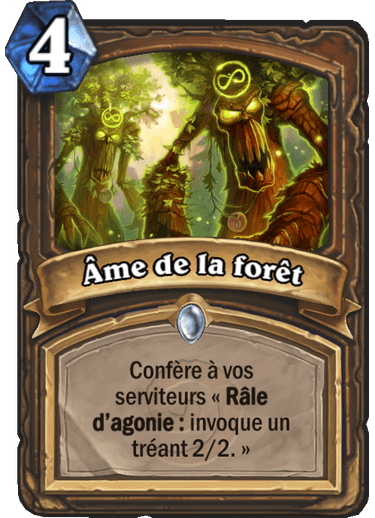 4
Âme de la forêt
Confère à vos
serviteurs « Râle
d'agonie : invoque un
tréant 2/2. »